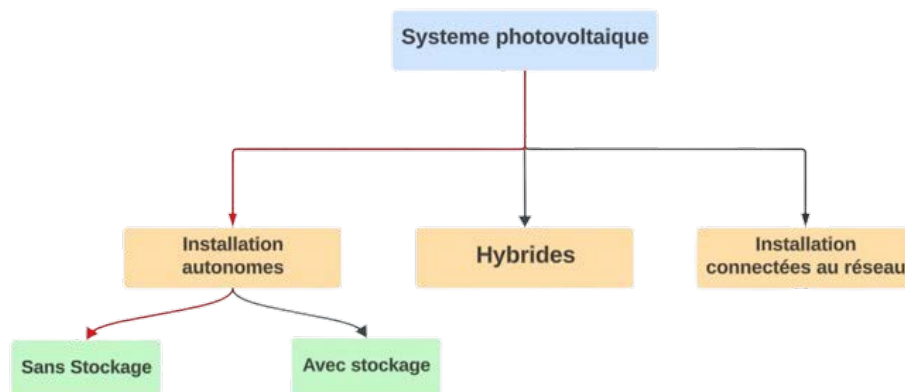 Systeme photovoltaique
Installation
autonomes
Hybrides
Installation
connectées au réseau
Sans Stockage
Avec stockage